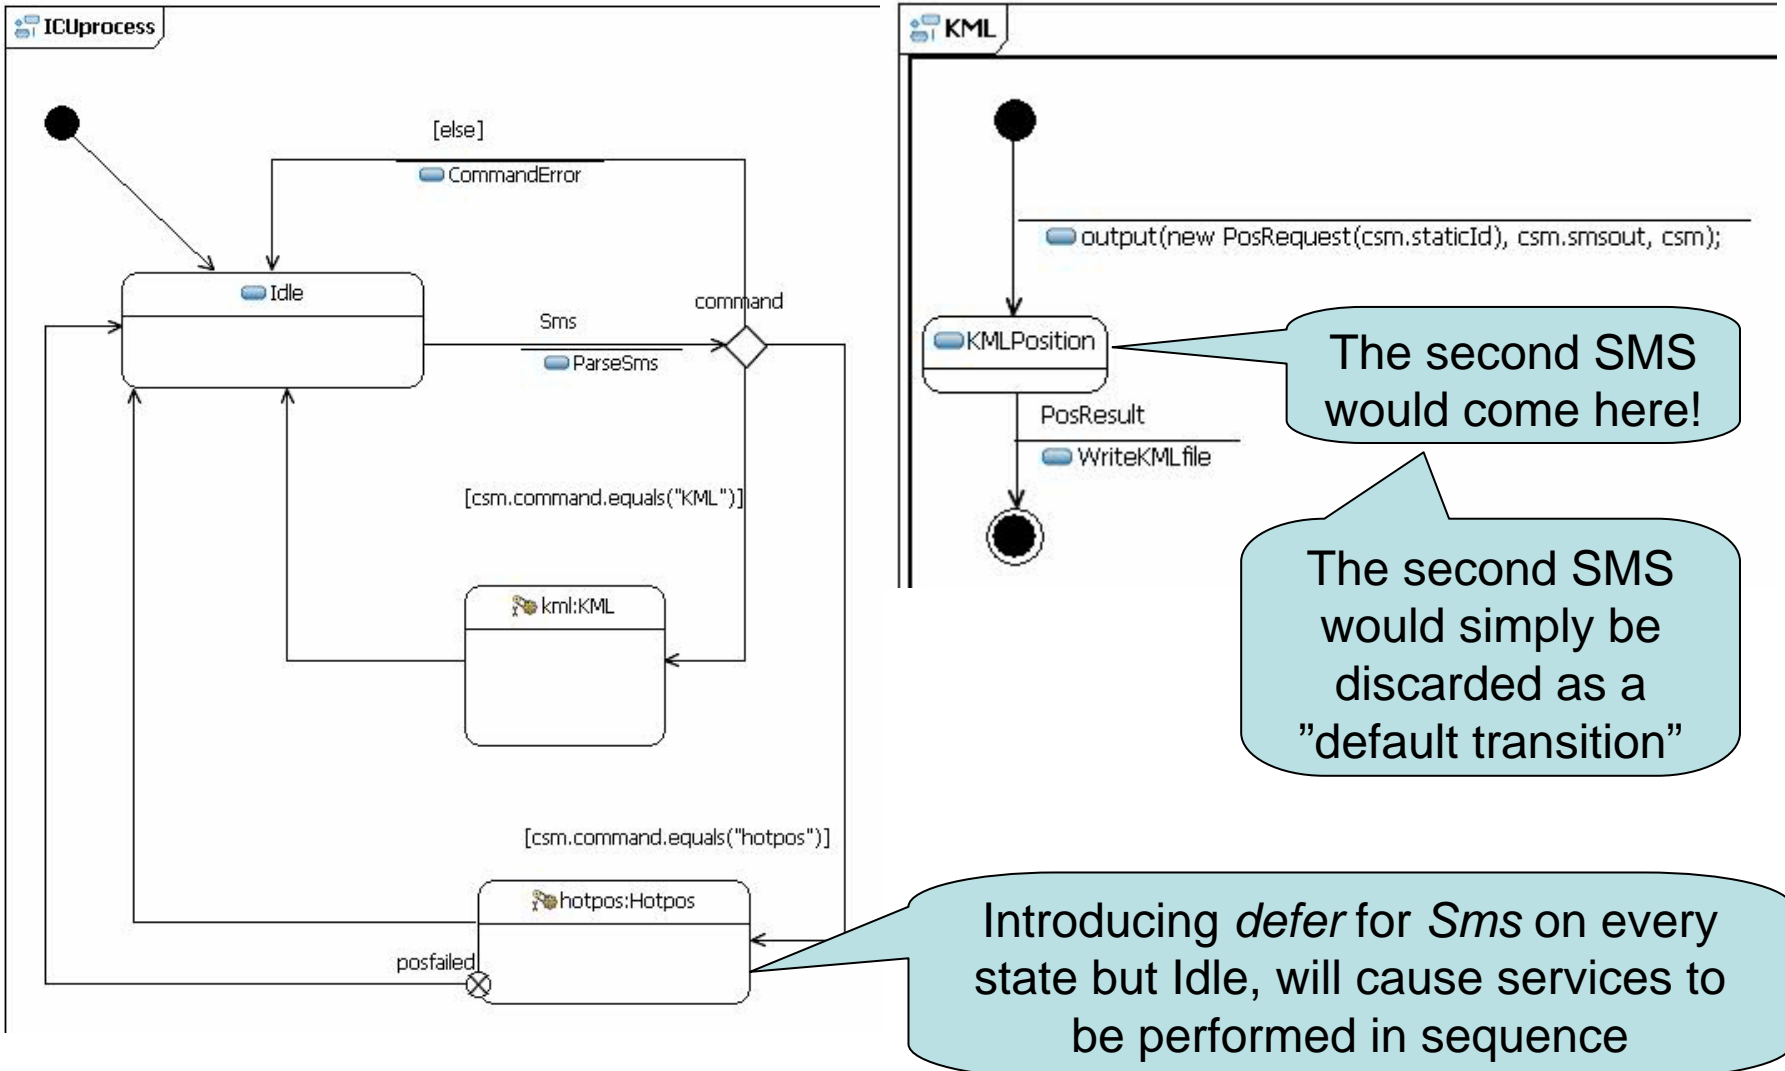 ICUprocess
[else]
CommandError
Idle
Sms
command
ParseSms
[csm.command.equals("KML")]
kml:KML
[csm.command.equals("hotpos")]
hotpos:Hotpos
posfailed
KML
output(new PosRequest(csm.staticId), csm.smsout, csm);
KMLPosition
PosResult
WriteKMLfile
The second SMS
would come here!
The second SMS
would simply be
discarded as a
”default transition”
Introducing defer for Sms on every
state but Idle, will cause services to
be performed in sequence